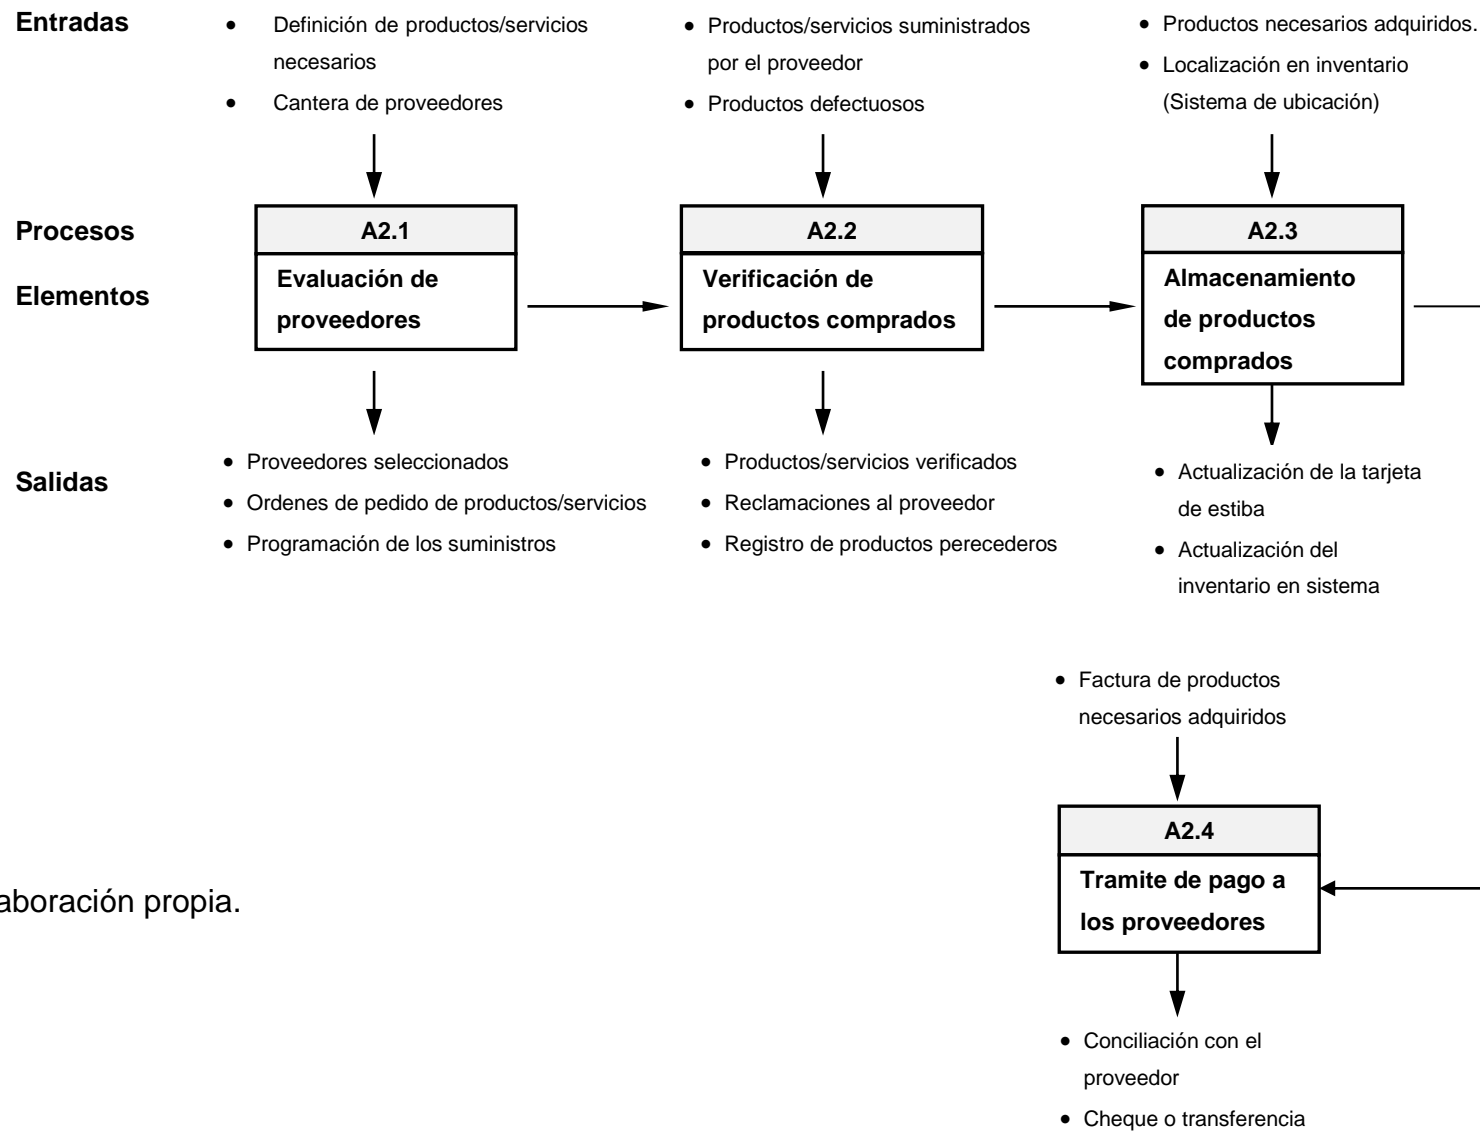 Entradas
Definición de productos/servicios
necesarios
Cantera de proveedores
Productos/servicios suministrados
por el proveedor
Productos defectuosos
Productos necesarios adquiridos.
Localización en inventario
(Sistema de ubicación)
Procesos
Elementos
A2.1
Evaluación de
proveedores
A2.2
Verificación de
productos comprados
A2.3
Almacenamiento
de productos
comprados
Salidas
Proveedores seleccionados
Ordenes de pedido de productos/servicios
Programación de los suministros
Productos/servicios verificados
Reclamaciones al proveedor
Registro de productos perecederos
Actualización de la tarjeta
de estiba
Actualización del
inventario en sistema
Factura de productos
necesarios adquiridos
A2.4
Tramite de pago a
los proveedores
aboración propia.
Conciliación con el
proveedor
Cheque o transferencia